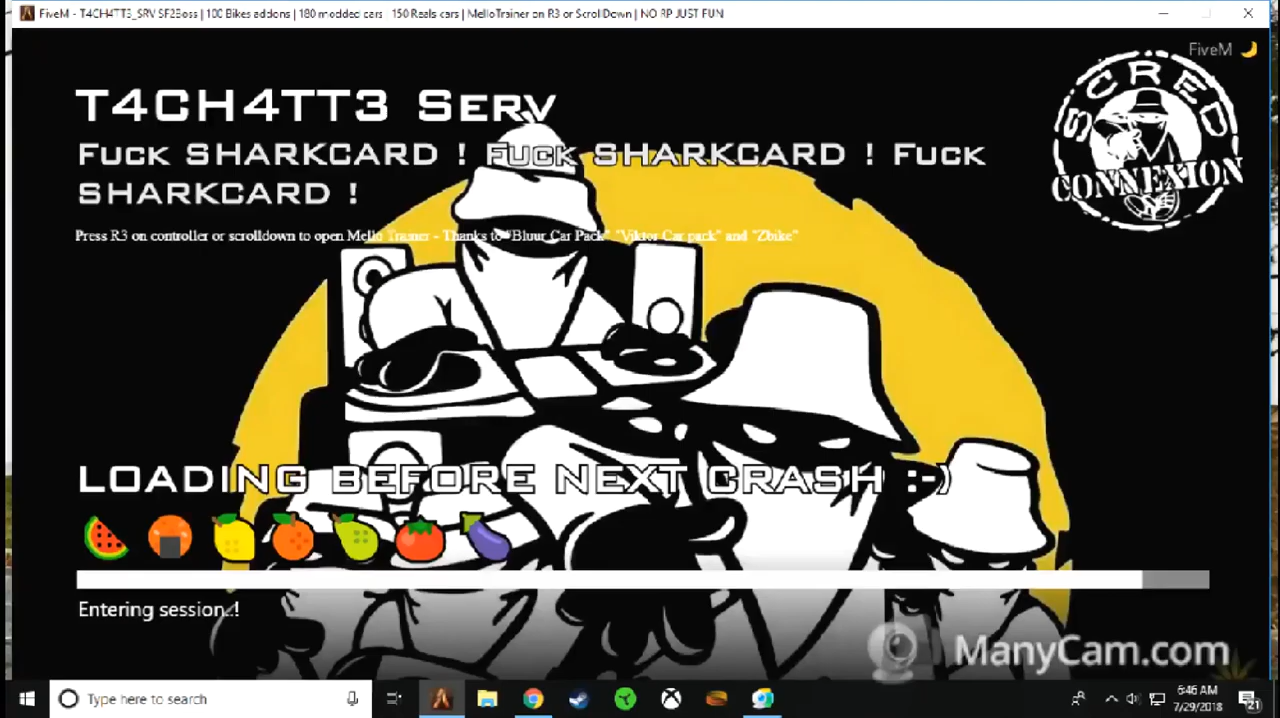 FiveM - T4CH4TT3_SRV SF2Boss | 100 Bikes addons | 180 modded cars | 150 Reals cars | MelloTrainer on R3 or ScrollDown | NO RP JUST FUN
FiveM
SCRED
CONNEXION
T4CH4TT3 Serv
Fuck SHARKCARD ! Fuck SHARKCARD ! Fuck
SHARKCARD !
Press R3 on controller or scrolldown to open Mello Trainer - Thanks to "Bluur Car Pack" "Viktor Car pack" and "Zbike"
LOADING BEFORE NEXT CRASH :-)
Entering session..!
ManyCam.com
Type here to search
6:46 AM
7/29/2018
21